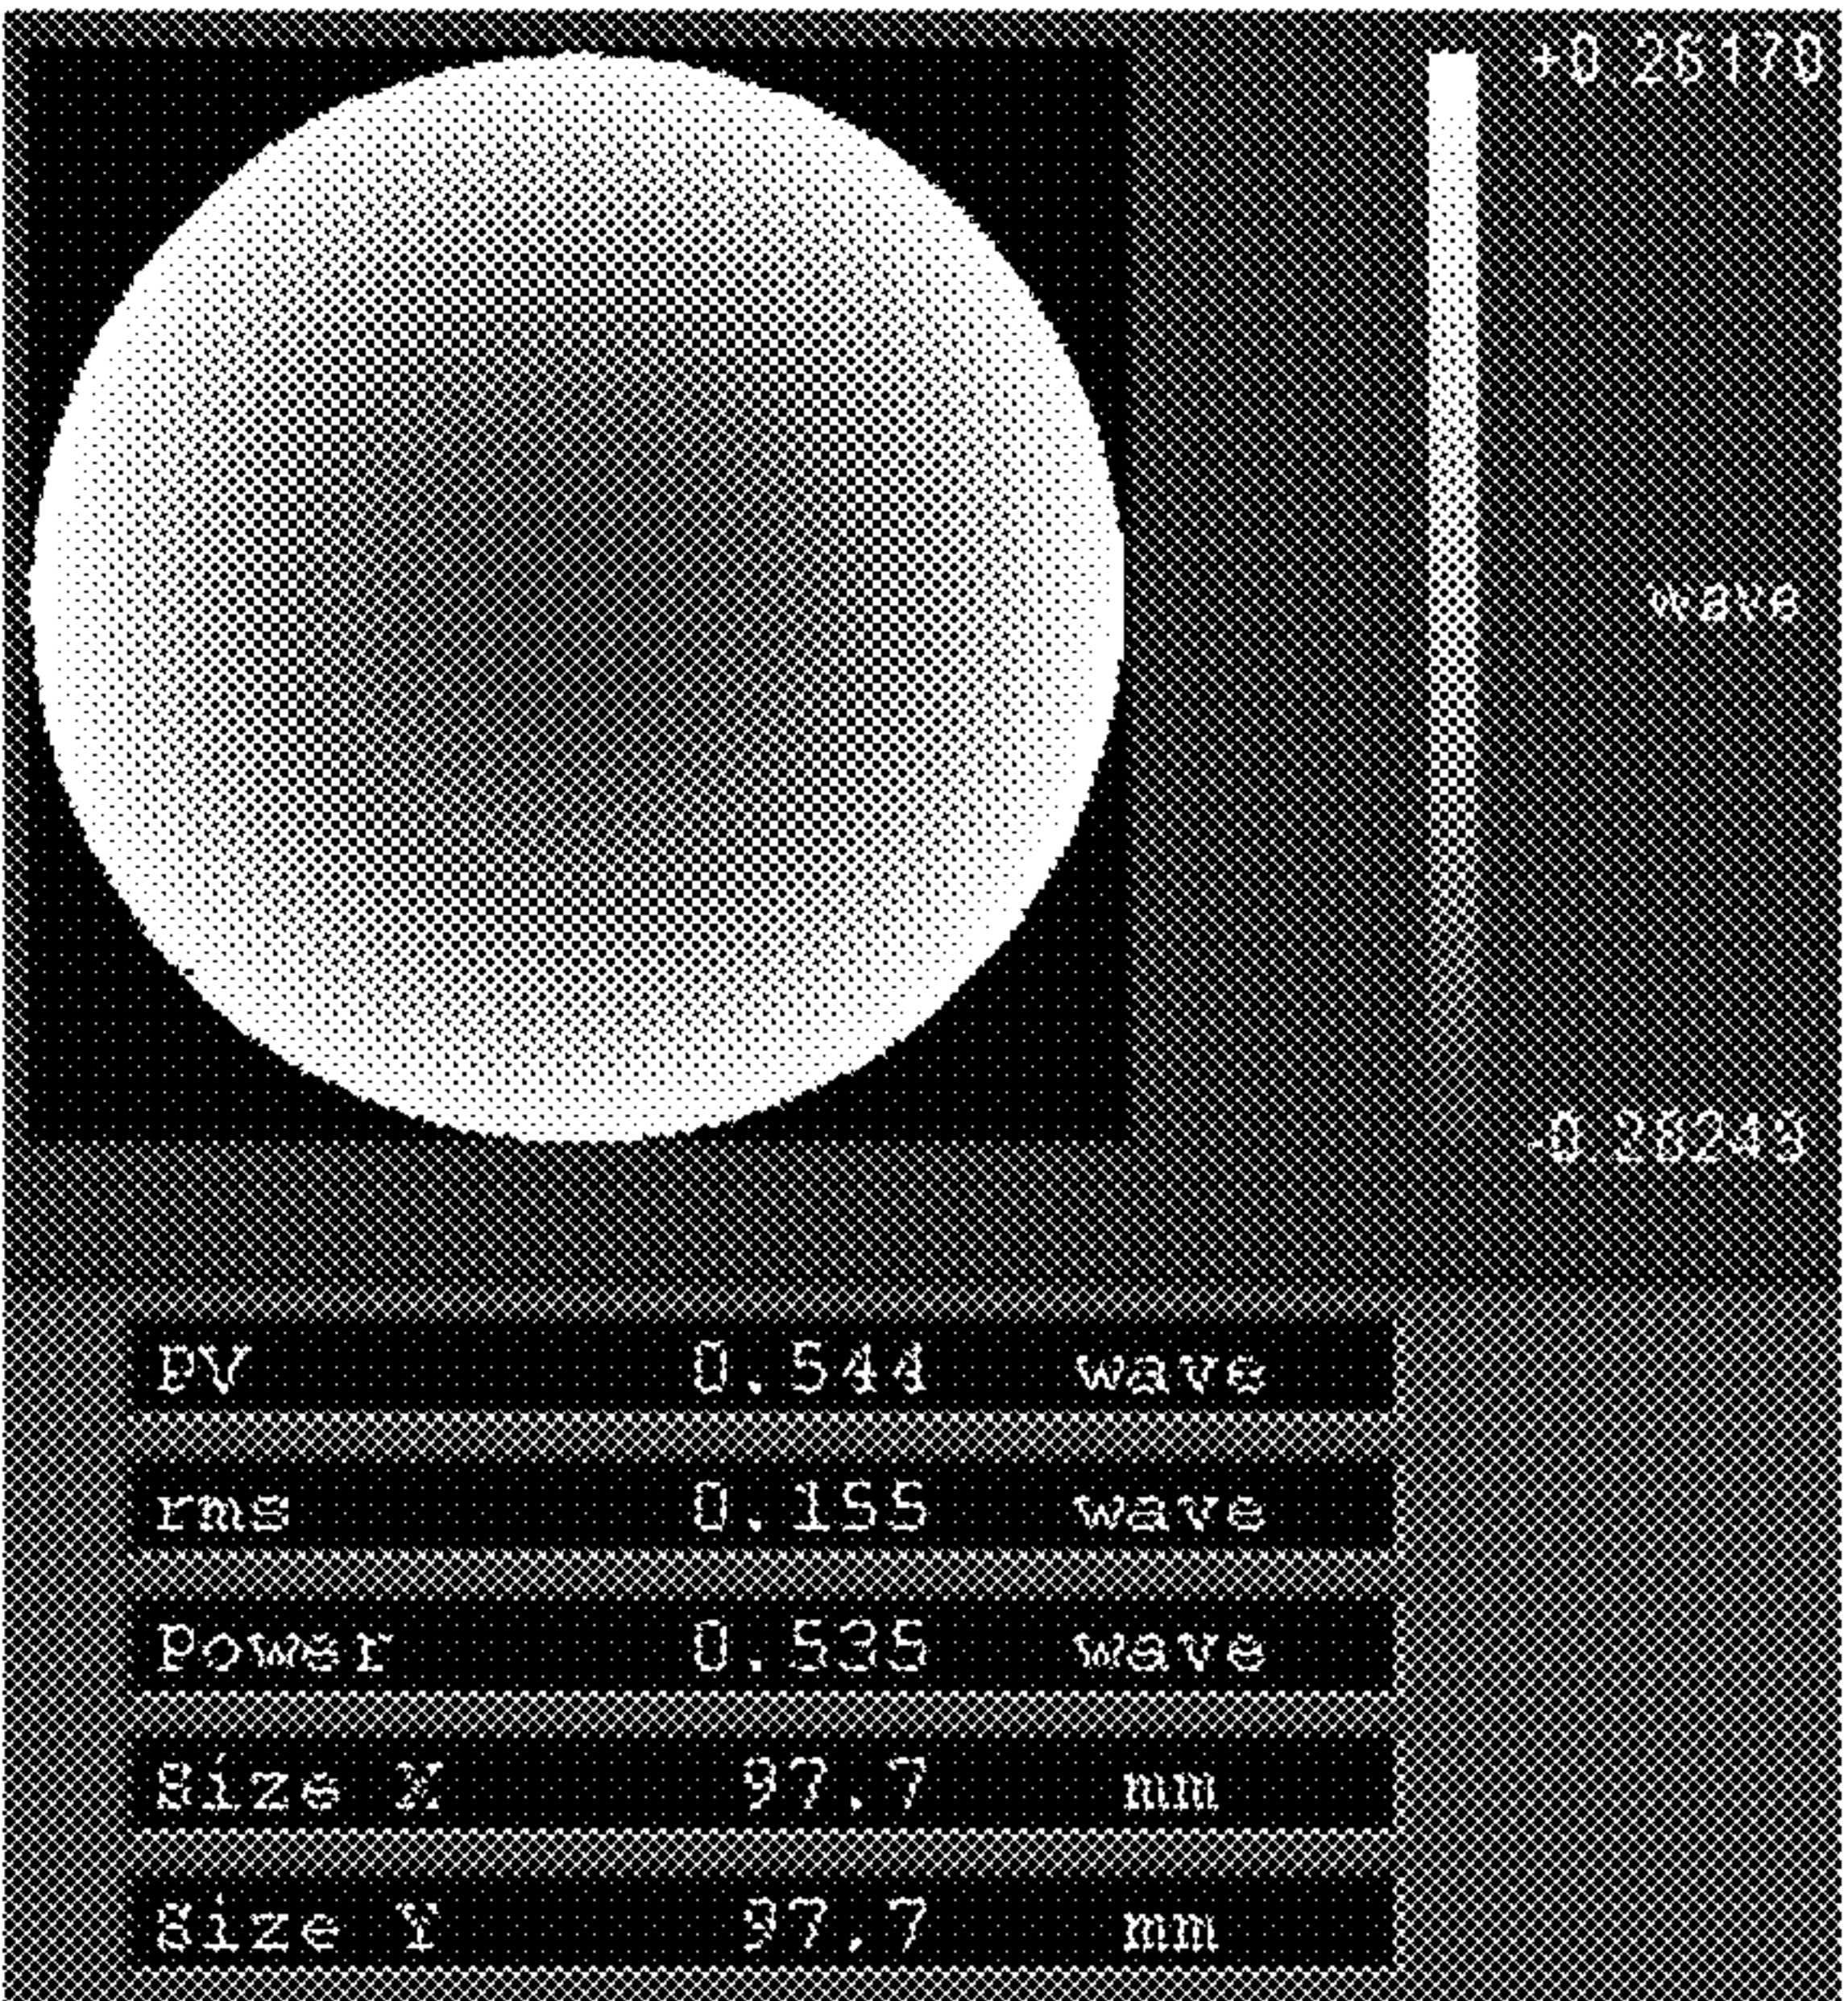 +0.26170
wave
-0.26243
PV 0.544 wave
rms 0.155 wave
Power 0.535 wave
Size X 97.7 mm
Size Y 97.7 mm